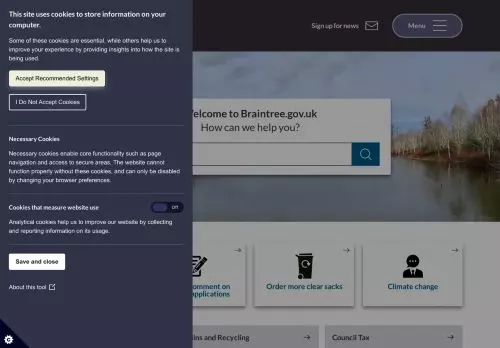 This site uses cookies to store information on your
computer.
Some of these cookies are essential, while others help us to
improve your experience by providing insights into how the site is
being used.
Accept Recommended Settings
I Do Not Accept Cookies
Necessary Cookies
Necessary cookies enable core functionality such as page
navigation and access to secure areas. The website cannot
function properly without these cookies, and can only be disabled
by changing your browser preferences.
Cookies that measure website use
on
Analytical cookies help us to improve our website by collecting
and reporting information on its usage.
Save and close
About this tool
Sign up for news
Menu
elcome to Braintree.gov.uk
How can we help you?
omment on
applications
Order more clear sacks
Climate change
ins and Recycling
Council Tax